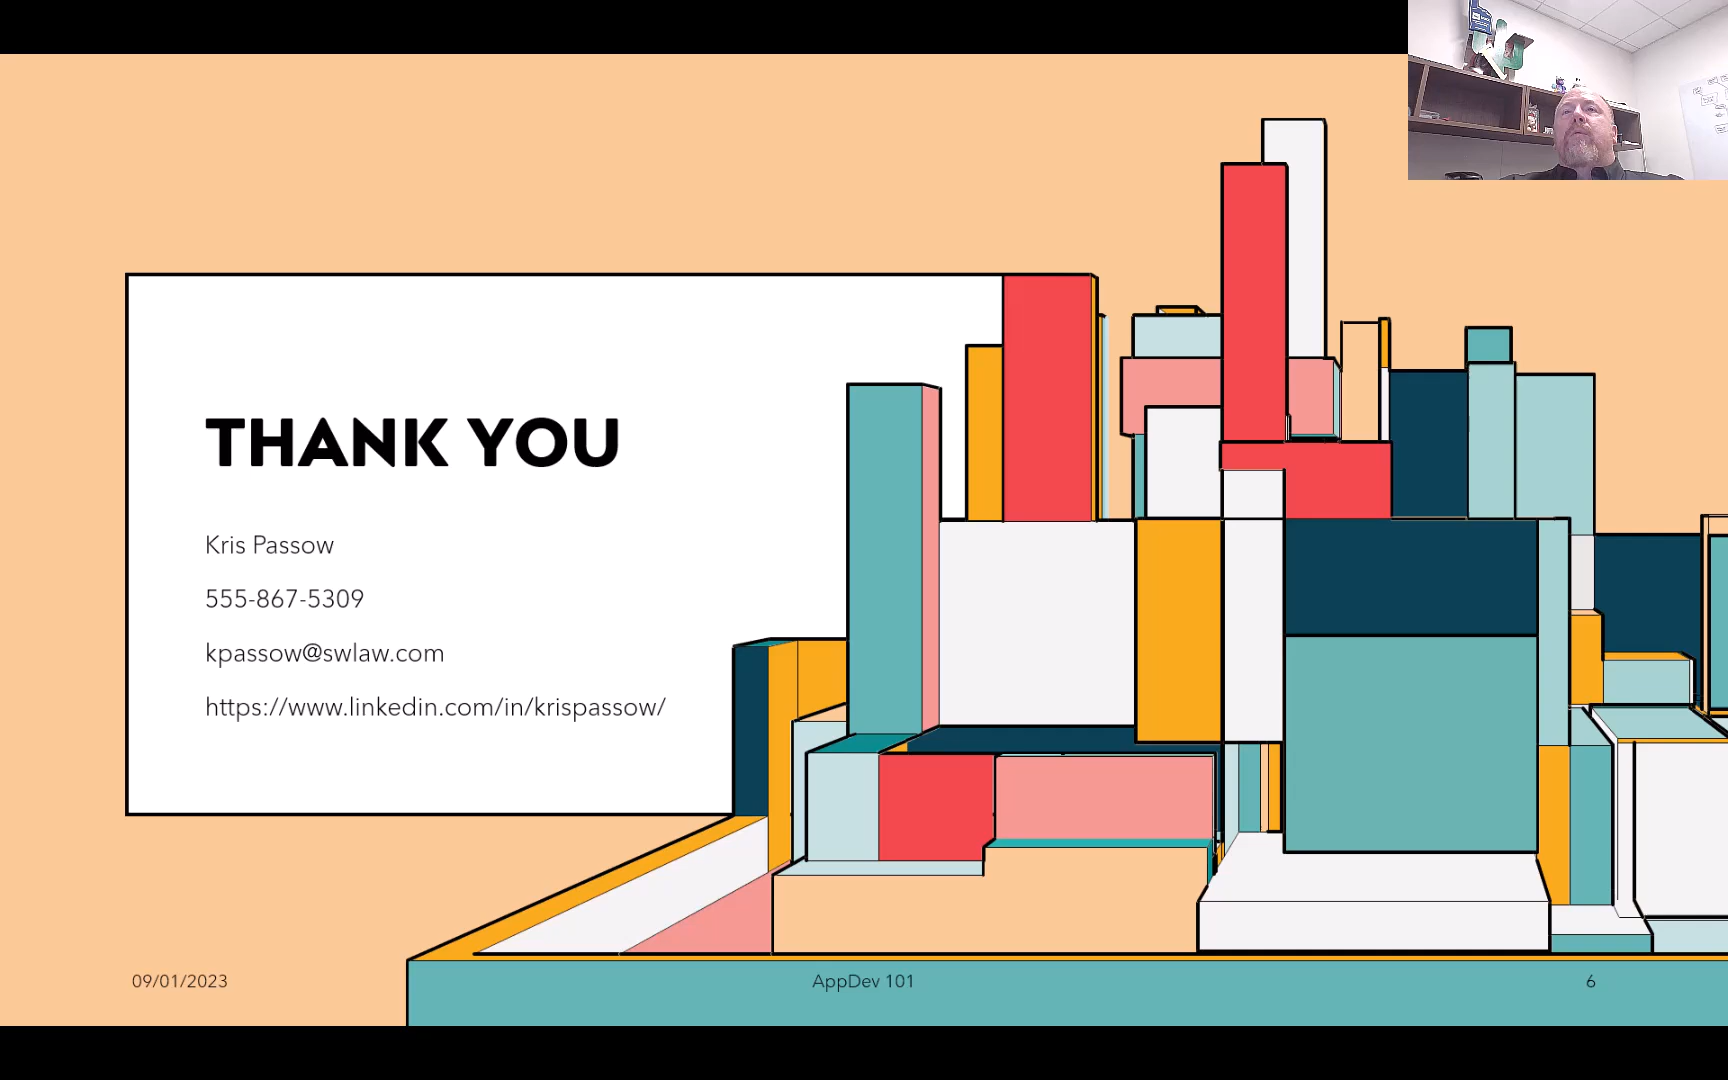 THANK YOU
Kris Passow
555-867-5309
kpassow@swlaw.com
https://www.linkedin.com/in/krispassow/
09/01/2023
AppDev 101
6